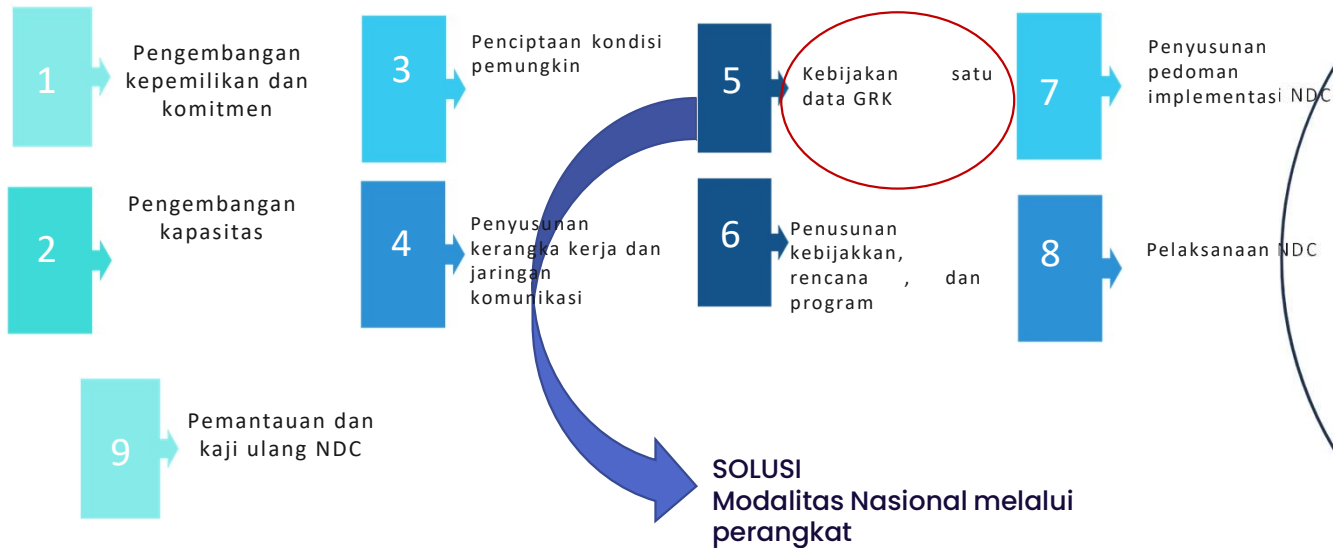 1
Pengembangan
kepemilikan dan
komitmen
2
Pengembangan
kapasitas
3
Penciptaan kondisi
pemungkin
4
Penyusunan
kerangka kerja dan
jaringan
komunikasi
5
Kebijakan satu
data GRK
6
Penusunan
kebijakkan,
rencana , dan
program
7
Penyusunan
pedoman
implementasi NDC
8
Pelaksanaan NDC
9
Pemantauan dan
kaji ulang NDC
SOLUSI
Modalitas Nasional melalui
perangkat